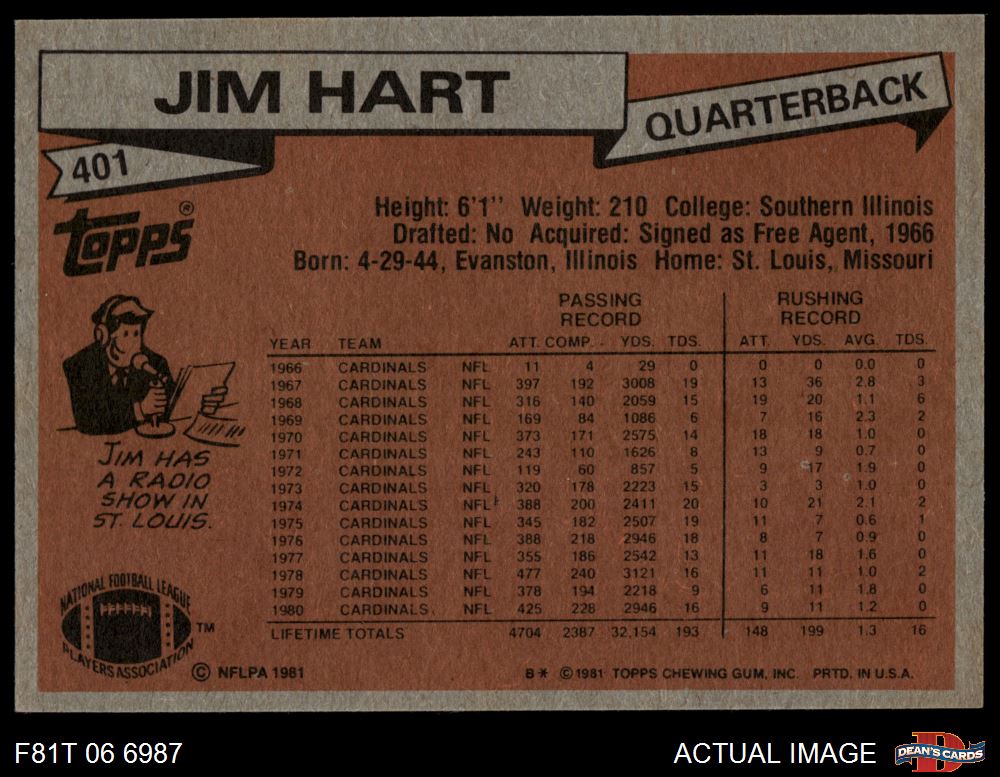 JIM HART
QUARTERBACK
401
topps®
Height: 6'1'' Weight: 210 College: Southern Illinois
Drafted: No Acquired: Signed as Free Agent, 1966
Born: 4-29-44, Evanston, Illinois Home: St. Louis, Missouri
PASSING RECORD RUSHING RECORD
YEAR TEAM ATT. COMP. YDS. TDS. ATT. YDS. AVG. TDS.
1966 CARDINALS NFL 11 4 29 0 0 0 0.0 0
1967 CARDINALS NFL 397 192 3008 19 13 36 2.8 3
1968 CARDINALS NFL 316 140 2059 15 19 20 1.1 6
1969 CARDINALS NFL 169 84 1086 6 7 16 2.3 2
1970 CARDINALS NFL 373 171 2575 14 18 18 1.0 0
1971 CARDINALS NFL 243 110 1626 8 13 9 0.7 0
1972 CARDINALS NFL 119 60 857 5 9 17 1.9 0
1973 CARDINALS NFL 320 178 2223 15 3 3 1.0 0
1974 CARDINALS NFL 388 200 2411 20 10 21 2.1 2
1975 CARDINALS NFL 345 182 2507 19 11 7 0.6 1
1976 CARDINALS NFL 388 218 2946 18 8 7 0.9 0
1977 CARDINALS NFL 355 186 2542 13 11 18 1.6 0
1978 CARDINALS NFL 477 240 3121 16 11 11 1.0 2
1979 CARDINALS NFL 378 194 2218 9 6 11 1.8 0
1980 CARDINALS NFL 425 228 2946 16 9 11 1.2 0
LIFETIME TOTALS 4704 2387 32,154 193 148 199 1.3 16
JIM HAS
A RADIO
SHOW IN
ST. LOUIS.
NATIONAL FOOTBALL LEAGUE
PLAYERS ASSOCIATION
TM
© NFLPA 1981
B* © 1981 TOPPS CHEWING GUM, INC. PRTD. IN U.S.A.
F81T 06 6987
ACTUAL IMAGE
D
DEAN'S CARDS